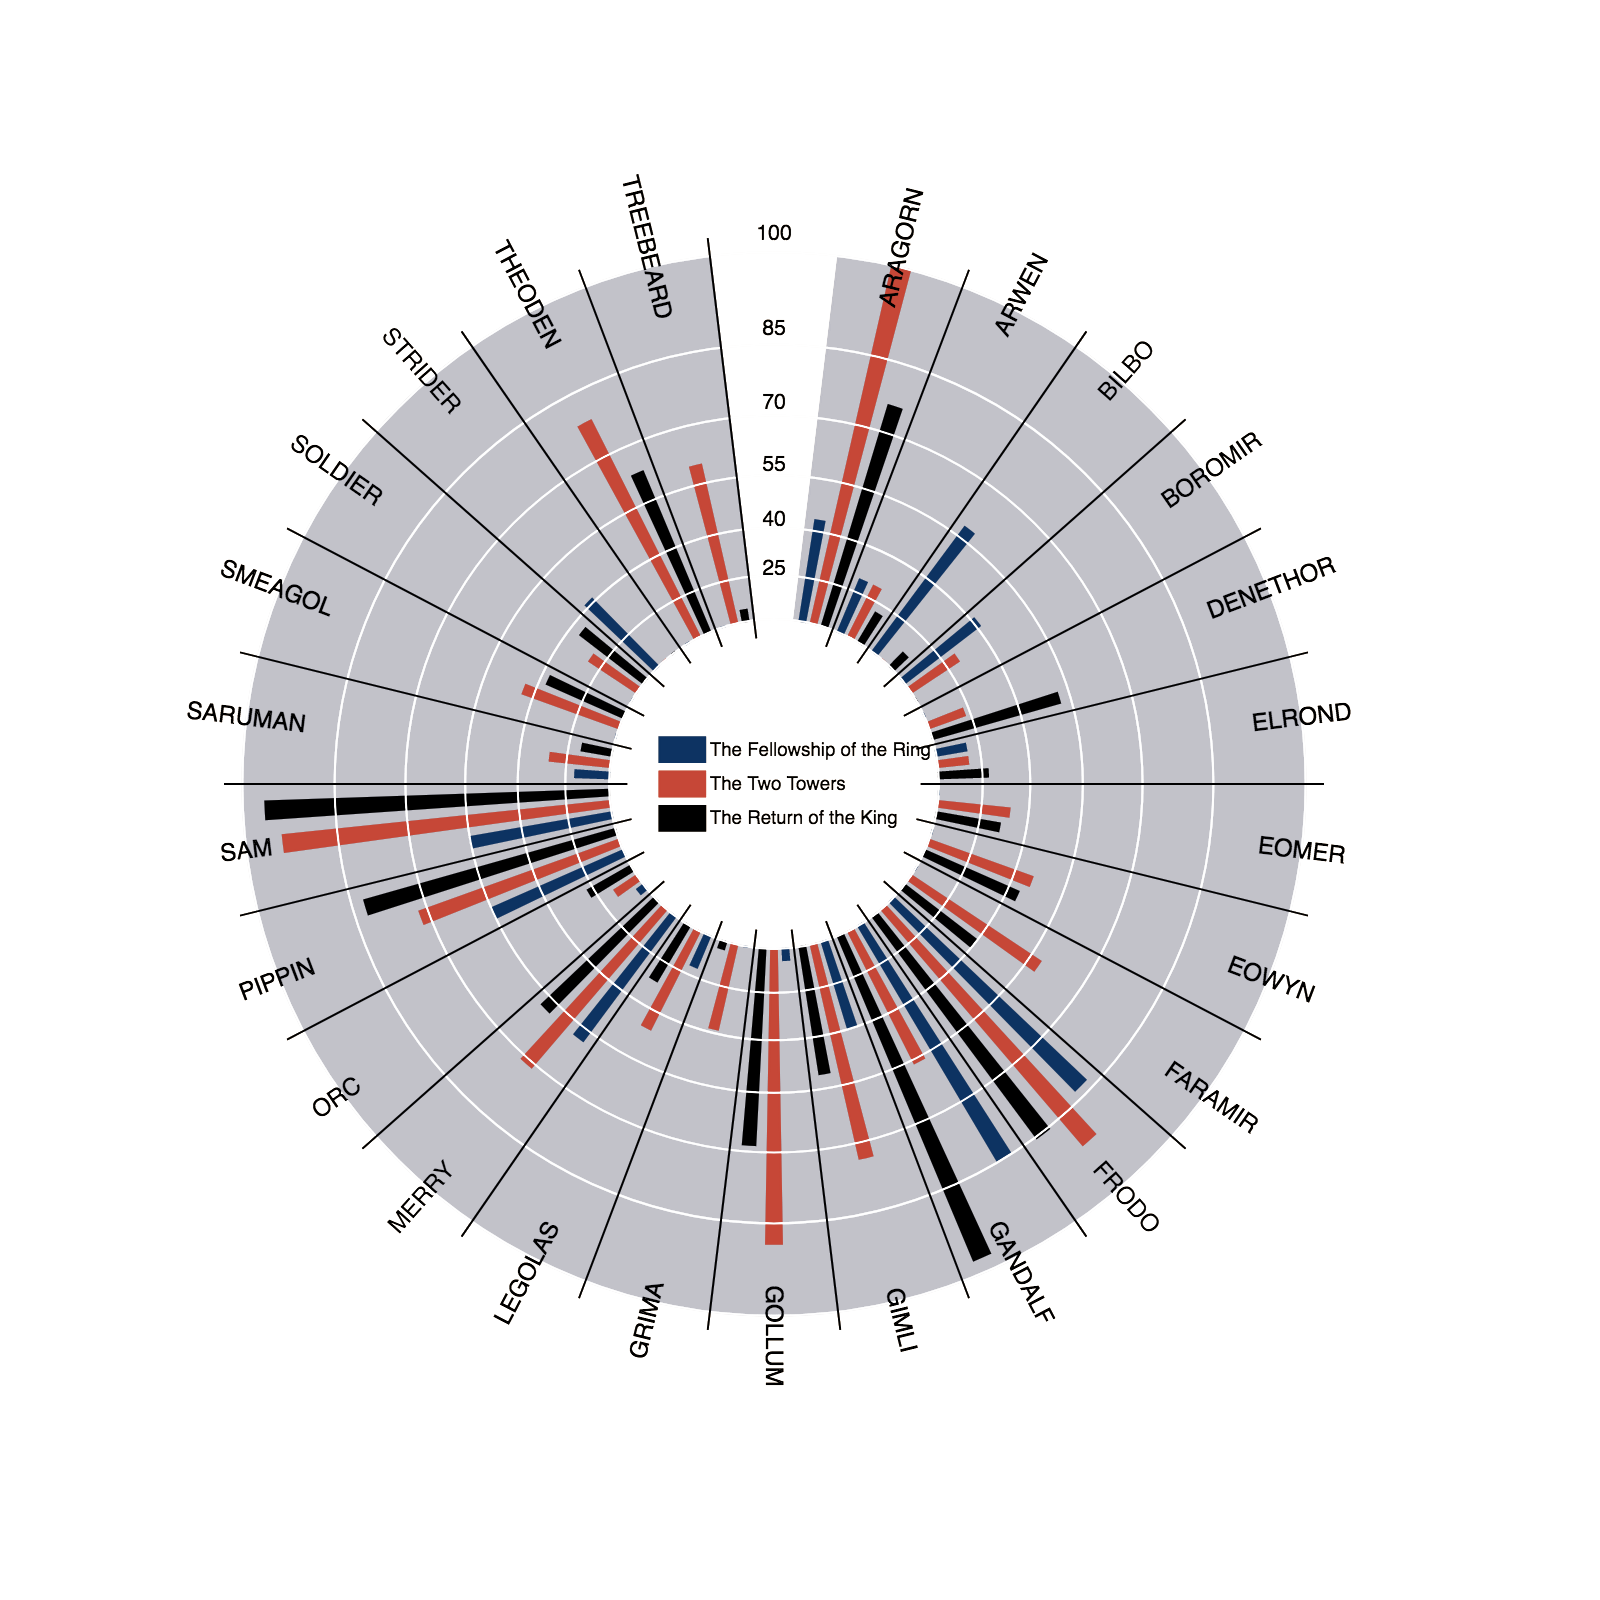 100
85
70
55
40
25
ARAGORN
ARWEN
BILBO
BOROMIR
DENETHOR
ELROND
EOMER
EOWYN
FARAMIR
FRODO
GANDALF
GIMLI
GOLLUM
GRIMA
LEGOLAS
MERRY
ORC
PIPPIN
SAM
SARUMAN
SMEAGOL
SOLDIER
STRIDER
THEODEN
TREEBEARD
The Fellowship of the Ring
The Two Towers
The Return of the King